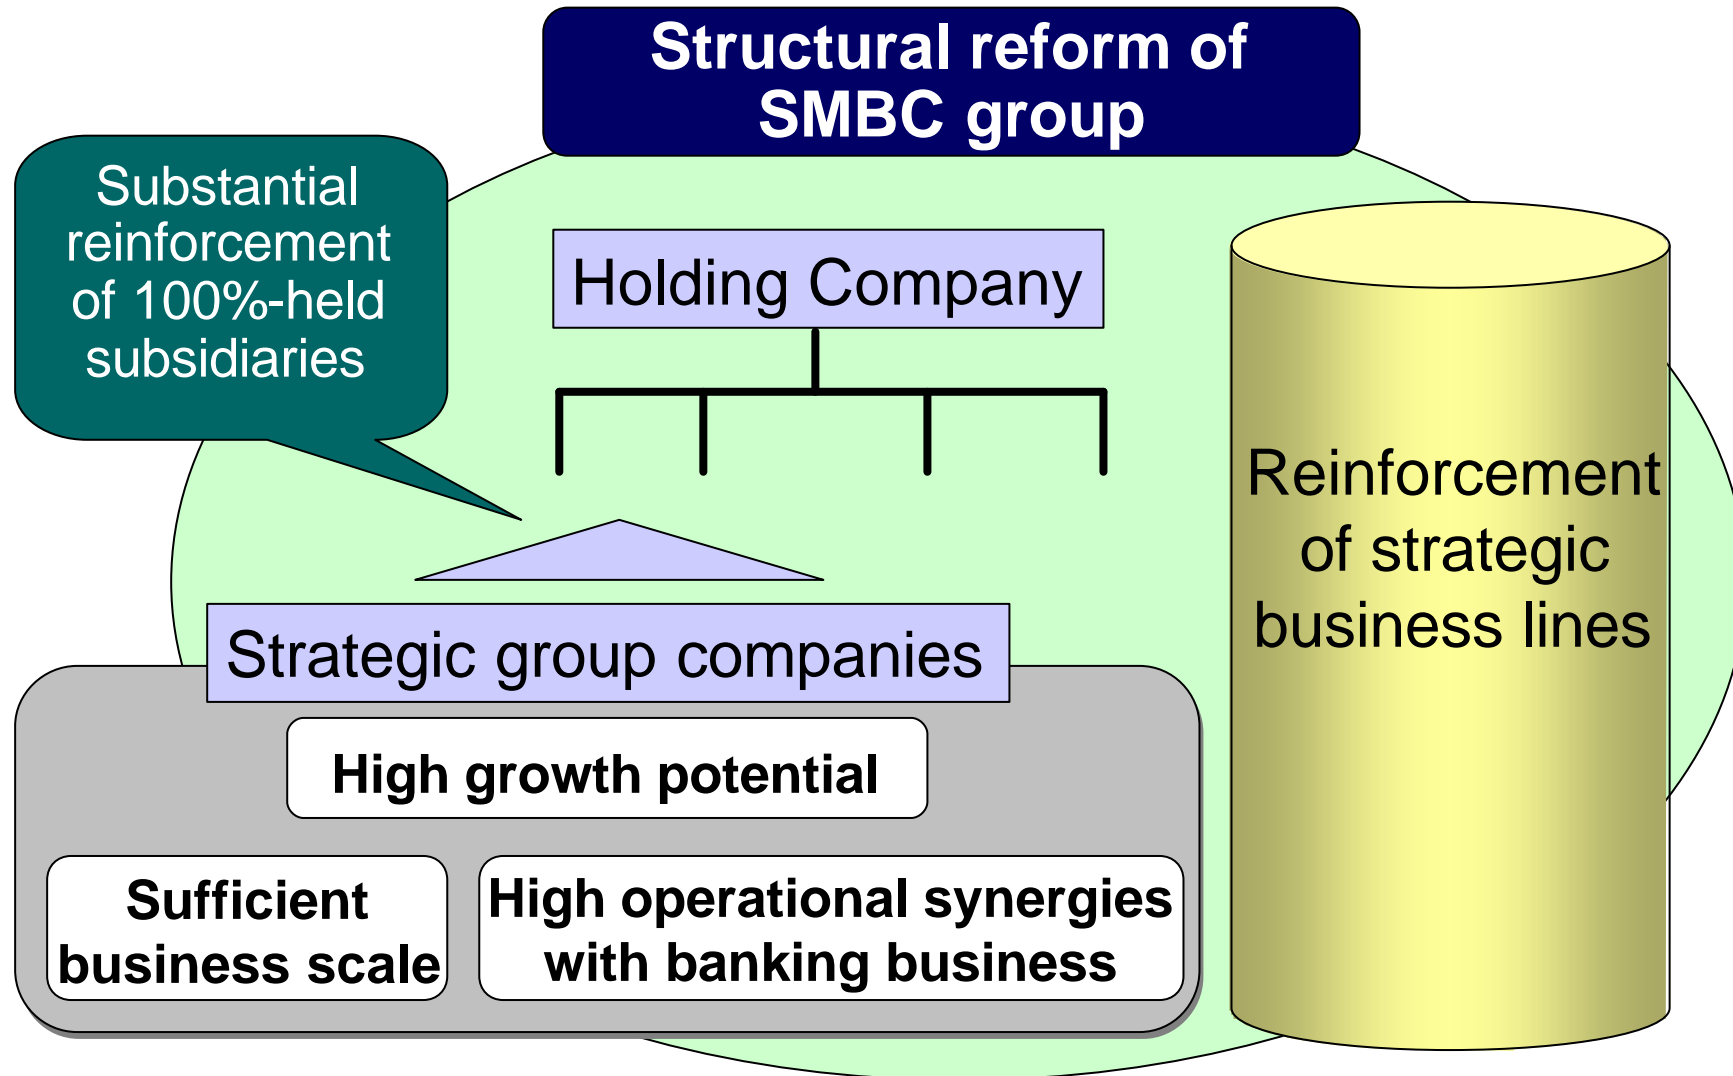 Structural reform of
SMBC group
Substantial
reinforcement
of 100%-held
subsidiaries
Holding Company
Reinforcement
of strategic
business lines
Strategic group companies
High growth potential
Sufficient
business scale
High operational synergies
with banking business